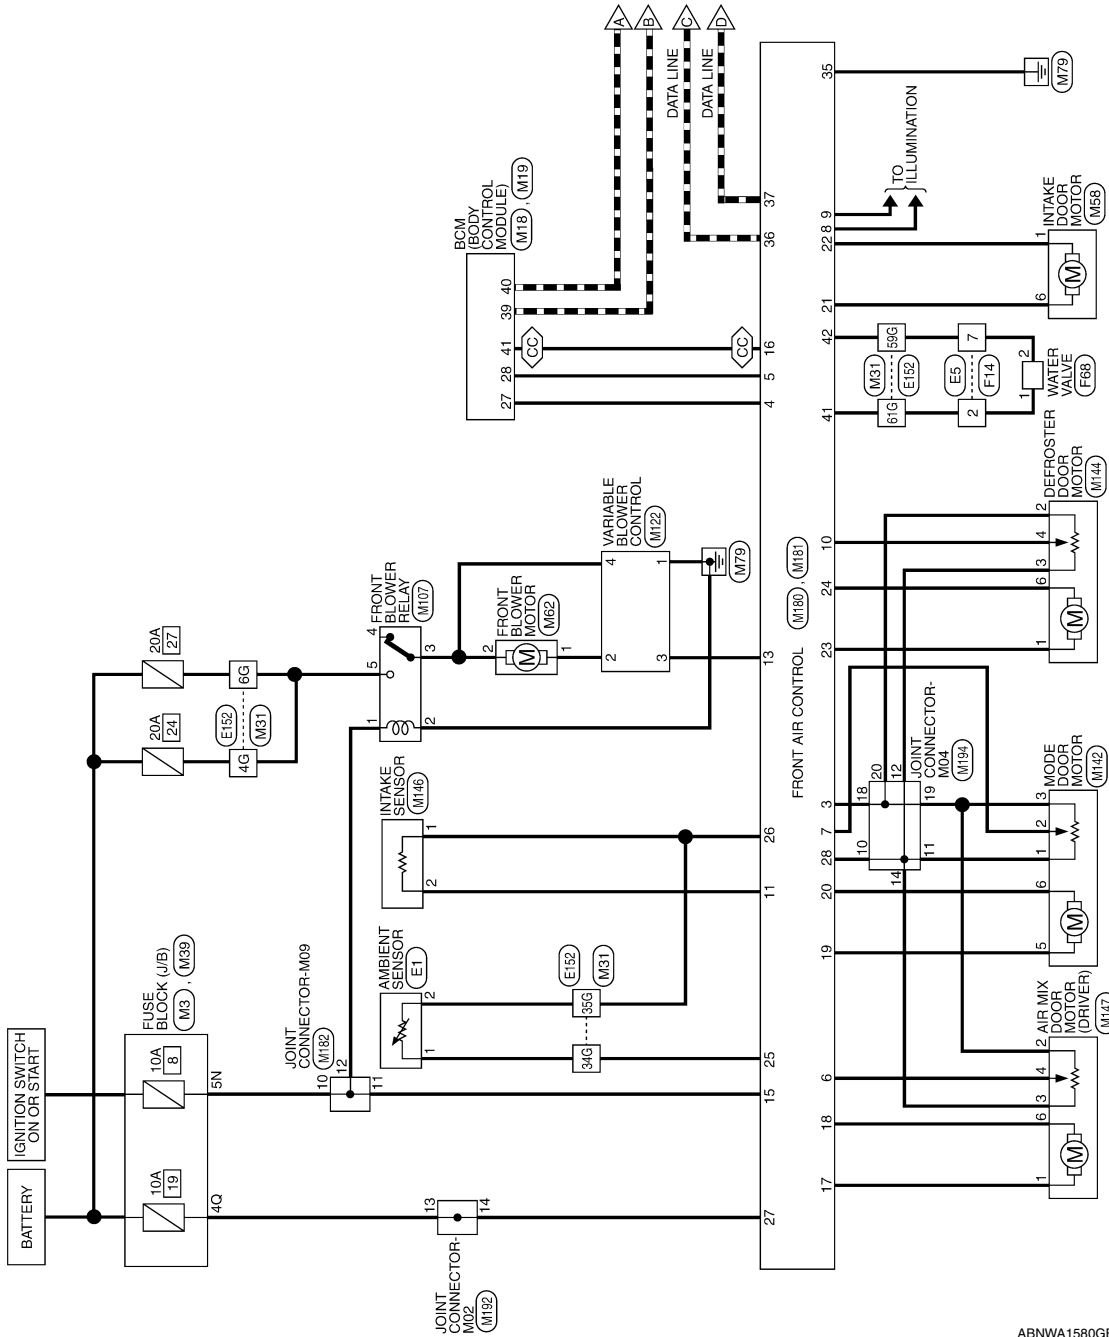 BATTERY
IGNITION SWITCH
ON OR START
FUSE
BLOCK (J/B)
M3 , M39
10A
19
10A
8
4Q
5N
20A
24
20A
27
E152
M31
4G
6G
JOINT
CONNECTOR-
M02
M192
13
14
JOINT
CONNECTOR-M09
M182
10
12
11
AMBIENT
SENSOR
E1
1
2
E152
M31
34G
35G
INTAKE
SENSOR
M146
2
1
FRONT
BLOWER
RELAY
M107
1
5
4
2
3
FRONT
BLOWER
MOTOR
M62
2
M
1
VARIABLE
BLOWER
CONTROL
M122
4
2
3
1
M79
BCM
(BODY
CONTROL
MODULE)
M18 , M19
27
28
41
39
40
CC
CC
A
B
C
D
DATA LINE
DATA LINE
27
15
25
11
26
13
4
5
16
36
37
FRONT AIR CONTROL
M180 , M181
17
18
6
19
20
28
7
3
23
24
10
41
42
21
22
8
9
35
TO
ILLUMINATION
M79
JOINT
CONNECTOR-
M04
M194
10
18
20
12
14
11
19
AIR MIX
DOOR
MOTOR
(DRIVER)
M147
1
6
3
4
2
M
MODE
DOOR
MOTOR
M142
5
6
1
2
3
M
DEFROSTER
DOOR
MOTOR
M144
1
6
3
4
2
M
M31
E152
61G
59G
E5
F14
2
7
1
2
WATER
VALVE
F68
INTAKE
DOOR
MOTOR
M58
6
1
M
ABNWA1580G